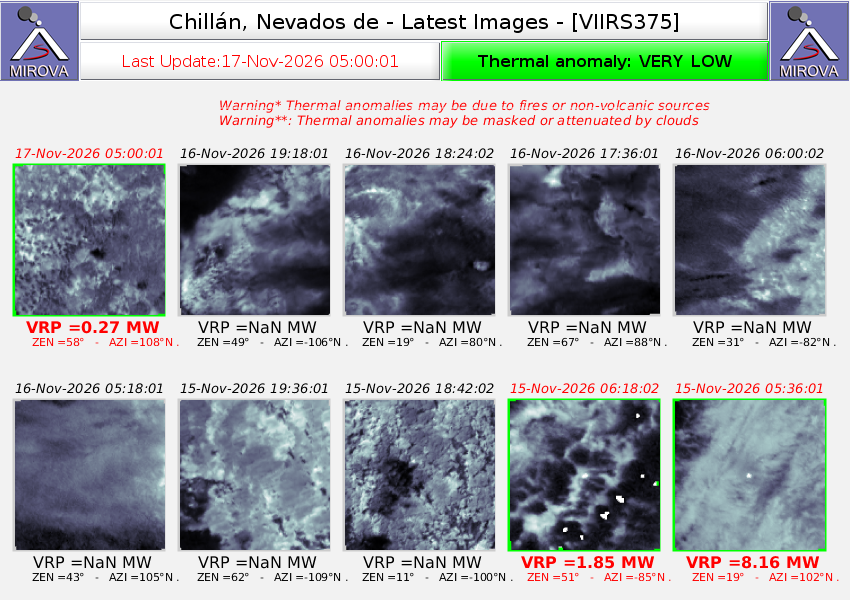 Chillán, Nevados de - Latest Images - [VIIRS375]
MIROVA
Last Update:17-Nov-2026 05:00:01
Thermal anomaly: VERY LOW
MIROVA
Warning* Thermal anomalies may be due to fires or non-volcanic sources
Warning**: Thermal anomalies may be masked or attenuated by clouds
17-Nov-2026 05:00:01
16-Nov-2026 19:18:01
16-Nov-2026 18:24:02
16-Nov-2026 17:36:01
16-Nov-2026 06:00:02
VRP =0.27 MW
VRP =NaN MW
VRP =NaN MW
VRP =NaN MW
VRP =NaN MW
ZEN =58° - AZI =108°N .
ZEN =49° - AZI =-106°N .
ZEN =19° - AZI =80°N .
ZEN =67° - AZI =88°N .
ZEN =31° - AZI =-82°N .
16-Nov-2026 05:18:01
15-Nov-2026 19:36:01
15-Nov-2026 18:42:02
15-Nov-2026 06:18:02
15-Nov-2026 05:36:01
VRP =NaN MW
VRP =NaN MW
VRP =NaN MW
VRP =1.85 MW
VRP =8.16 MW
ZEN =43° - AZI =105°N .
ZEN =62° - AZI =-109°N .
ZEN =11° - AZI =-100°N .
ZEN =51° - AZI =-85°N .
ZEN =19° - AZI =102°N .